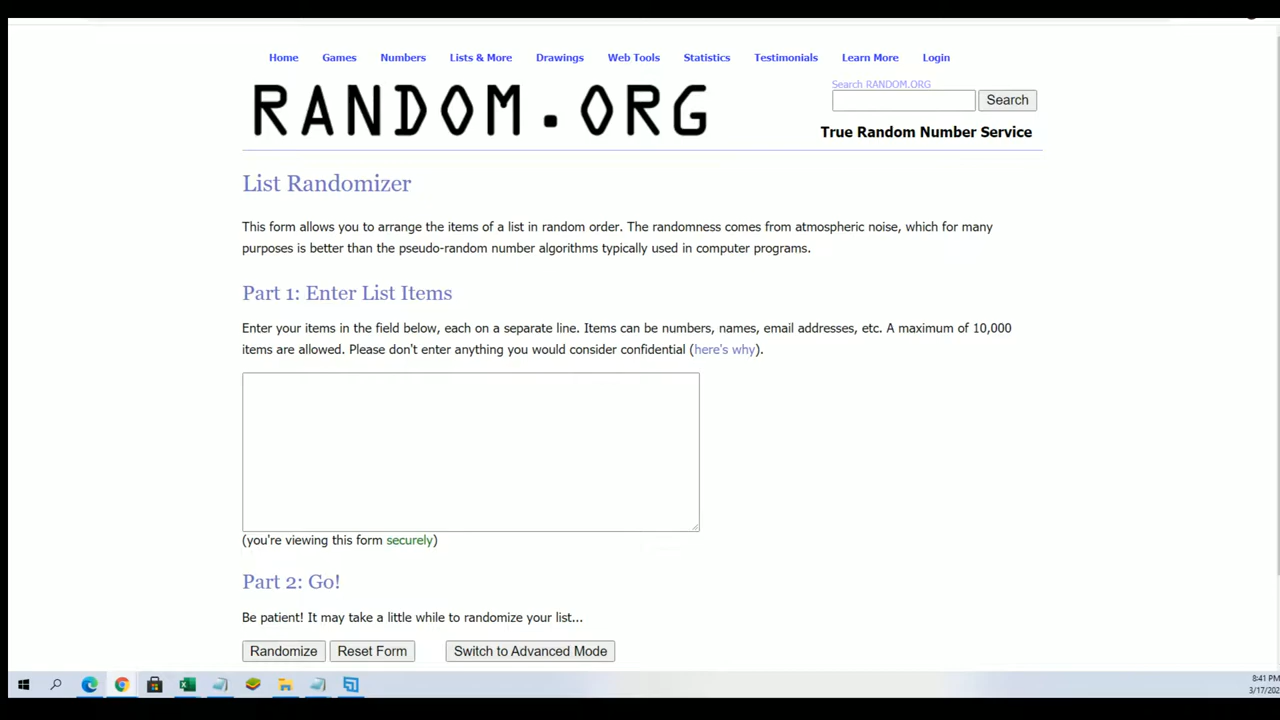 Home Games Numbers Lists & More Drawings Web Tools Statistics Testimonials Learn More Login
RANDOM.ORG
Search RANDOM.ORG
Search
True Random Number Service
List Randomizer
This form allows you to arrange the items of a list in random order. The randomness comes from atmospheric noise, which for many
purposes is better than the pseudo-random number algorithms typically used in computer programs.
Part 1: Enter List Items
Enter your items in the field below, each on a separate line. Items can be numbers, names, email addresses, etc. A maximum of 10,000
items are allowed. Please don't enter anything you would consider confidential (here's why).
(you're viewing this form securely)
Part 2: Go!
Be patient! It may take a little while to randomize your list...
Randomize Reset Form Switch to Advanced Mode
8:41 PM
3/17/202